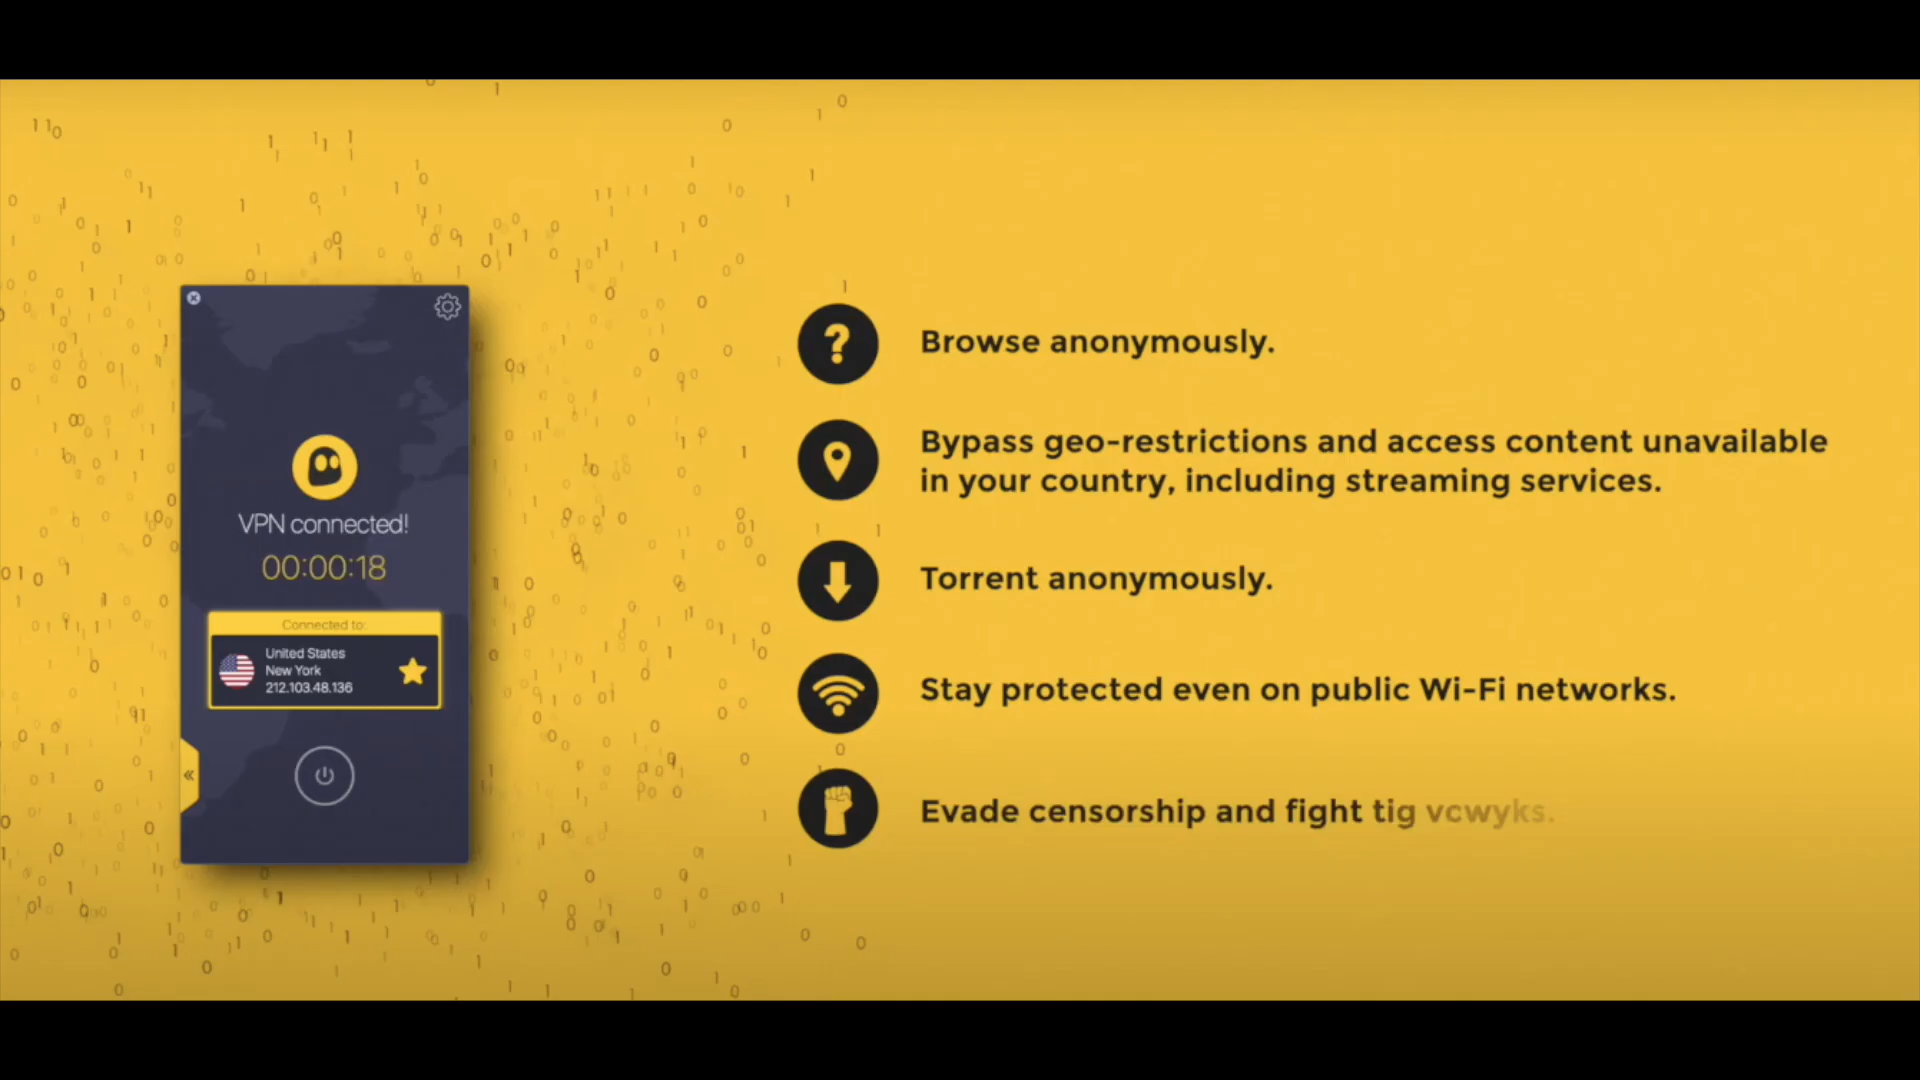 VPN connected!
00:00:18
Connected to:
United States
New York
212.103.48.136
Browse anonymously.
Bypass geo-restrictions and access content unavailable
in your country, including streaming services.
Torrent anonymously.
Stay protected even on public Wi-Fi networks.
Evade censorship and fight tig vcwyks.